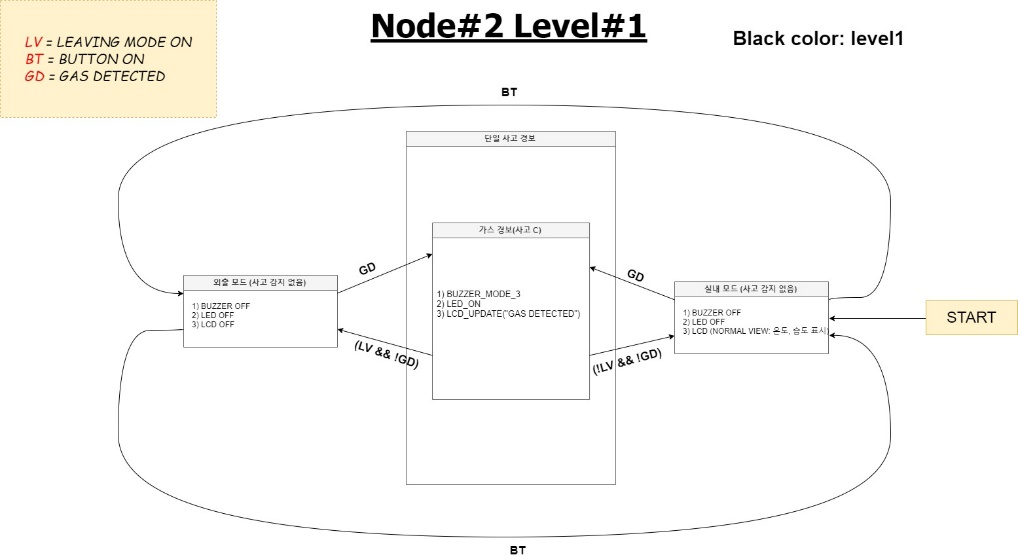 Node#2 Level#1
Black color: level1
LV = LEAVING MODE ON
BT = BUTTON ON
GD = GAS DETECTED
BT
단일 사고 경보
가스 경보(사고 C)
1) BUZZER_MODE_3
2) LED_ON
3) LCD_UPDATE("GAS DETECTED")
GD
GD
외출 모드 (사고 감지 없음)
1) BUZZER OFF
2) LED OFF
3) LCD OFF
실내 모드 (사고 감지 없음)
1) BUZZER OFF
2) LED OFF
3) LCD (NORMAL VIEW: 온도, 습도 표시)
START
(LV && !GD)
(!LV && !GD)
BT